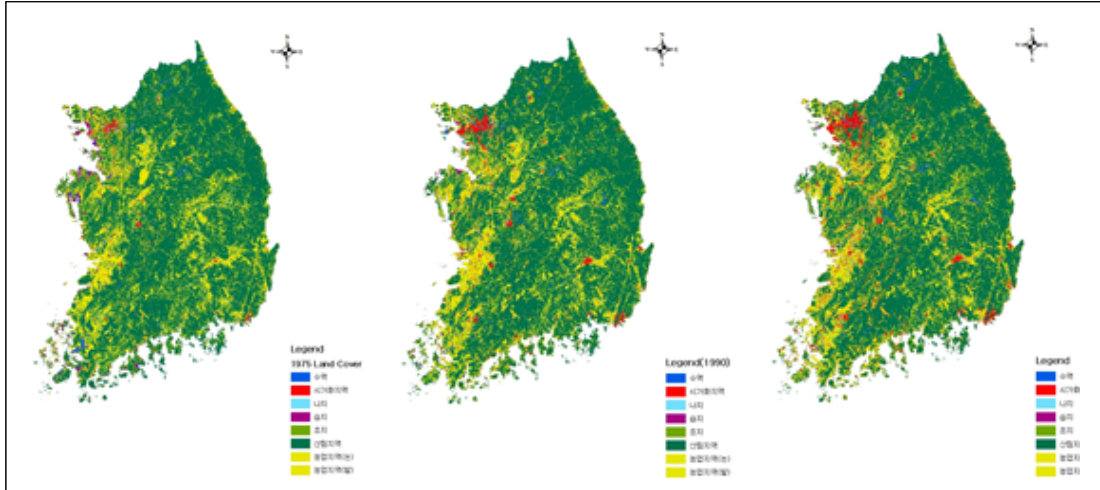 Legend
1975 Land Cover
수역
시가화지역
나지
습지
초지
산림지역
농업지역(논)
농업지역(밭)
Legend(1990)
수역
시가화지역
나지
습지
초지
산림지역
농업지역(논)
농업지역(밭)
Legend
수역
시가화
나지
습지
초지
산림지
농업지
농업지